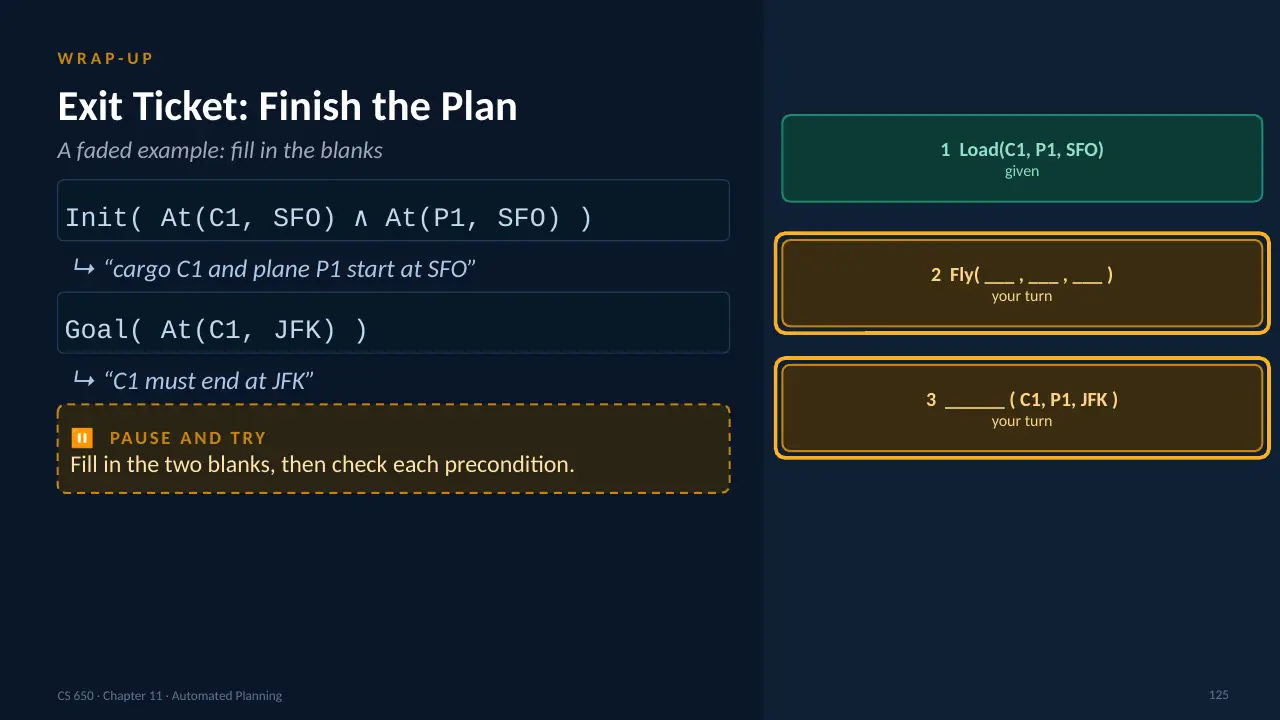 WRAP-UP
Exit Ticket: Finish the Plan
A faded example: fill in the blanks
Init( At(C1, SFO) ∧ At(P1, SFO) )
↪ “cargo C1 and plane P1 start at SFO”
Goal( At(C1, JFK) )
↪ “C1 must end at JFK”
⏸ PAUSE AND TRY
Fill in the two blanks, then check each precondition.
1 Load(C1, P1, SFO)
given
2 Fly( ___ , ___ , ___ )
your turn
3 ______ ( C1, P1, JFK )
your turn
CS 650 · Chapter 11 · Automated Planning
125